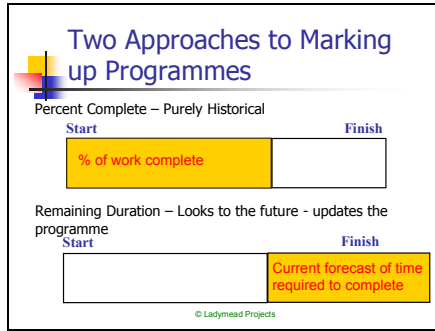 Two Approaches to Marking
up Programmes
Percent Complete – Purely Historical
Start Finish
% of work complete
Remaining Duration – Looks to the future - updates the
programme
Start Finish
Current forecast of time
required to complete
© Ladymead Projects